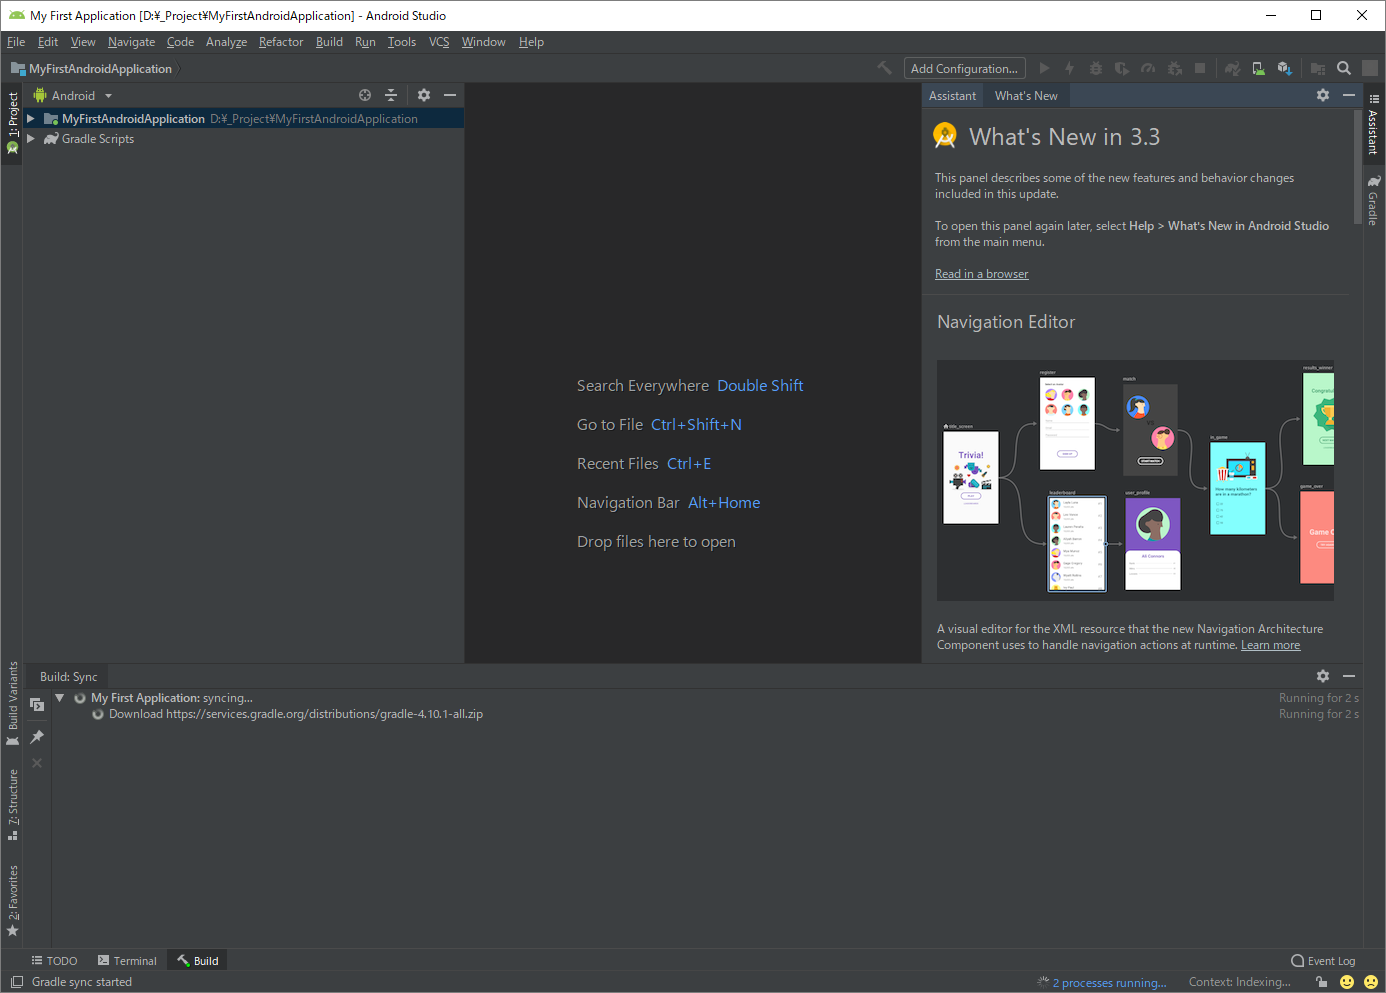 My First Application [D:¥_Project¥MyFirstAndroidApplication] - Android Studio
File Edit View Navigate Code Analyze Refactor Build Run Tools VCS Window Help
MyFirstAndroidApplication
Add Configuration...
1: Project
Android
MyFirstAndroidApplication D:¥_Project¥MyFirstAndroidApplication
Gradle Scripts
Search Everywhere Double Shift
Go to File Ctrl+Shift+N
Recent Files Ctrl+E
Navigation Bar Alt+Home
Drop files here to open
Assistant What's New
What's New in 3.3
This panel describes some of the new features and behavior changes
included in this update.
To open this panel again later, select Help > What's New in Android Studio
from the main menu.
Read in a browser
Navigation Editor
register
match
results_winner
title_screen
Trivia!
in_game
How many kilometers
are in a marathon?
leaderboard
user_profile
game_over
A visual editor for the XML resource that the new Navigation Architecture
Component uses to handle navigation actions at runtime. Learn more
Assistant
Gradle
Build Variants
7: Structure
2: Favorites
Build: Sync
My First Application: syncing... Running for 2 s
Download https://services.gradle.org/distributions/gradle-4.10.1-all.zip Running for 2 s
TODO Terminal Build Event Log
Gradle sync started 2 processes running... Context: Indexing...